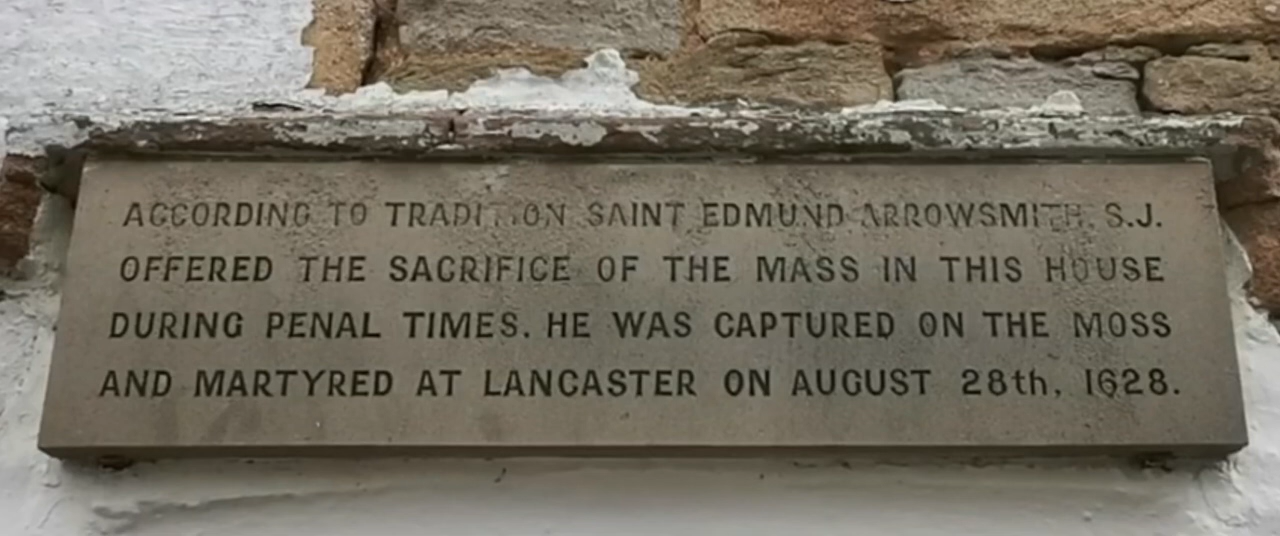 ACCORDING TO TRADITION SAINT EDMUND ARROWSMITH, S.J.
OFFERED THE SACRIFICE OF THE MASS IN THIS HOUSE
DURING PENAL TIMES. HE WAS CAPTURED ON THE MOSS
AND MARTYRED AT LANCASTER ON AUGUST 28th, 1628.